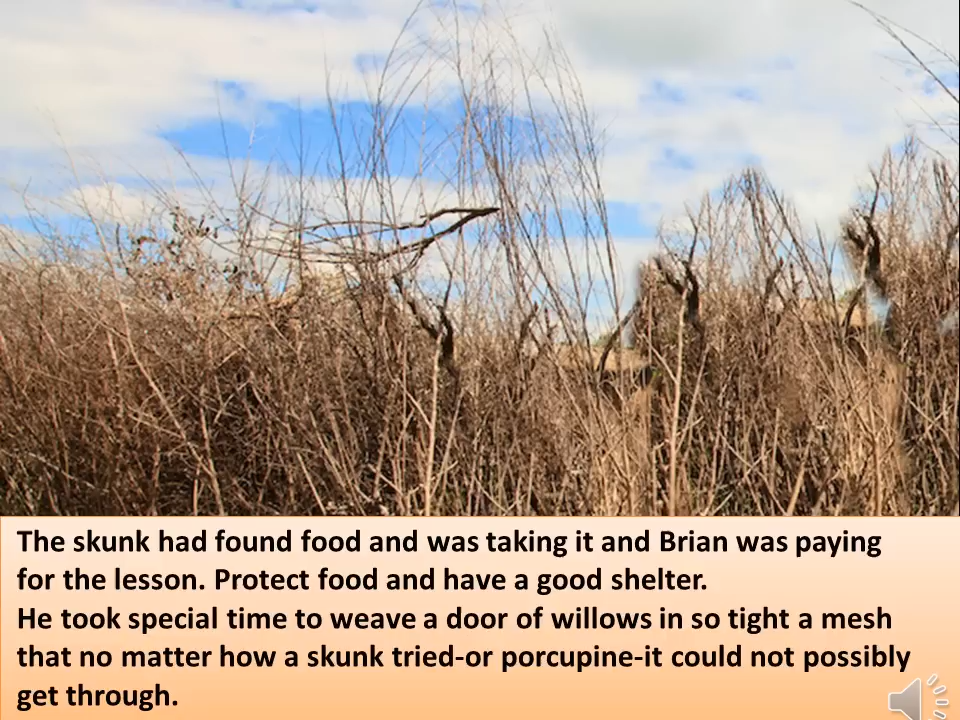 The skunk had found food and was taking it and Brian was paying
for the lesson. Protect food and have a good shelter.
He took special time to weave a door of willows in so tight a mesh
that no matter how a skunk tried-or porcupine-it could not possibly
get through.